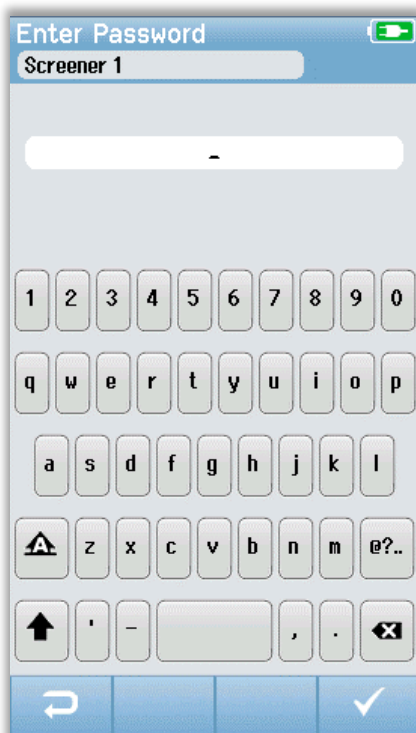 Enter Password
Screener 1
-
1 2 3 4 5 6 7 8 9 0
q w e r t y u i o p
a s d f g h j k l
A z x c v b n m @?..
' - , .